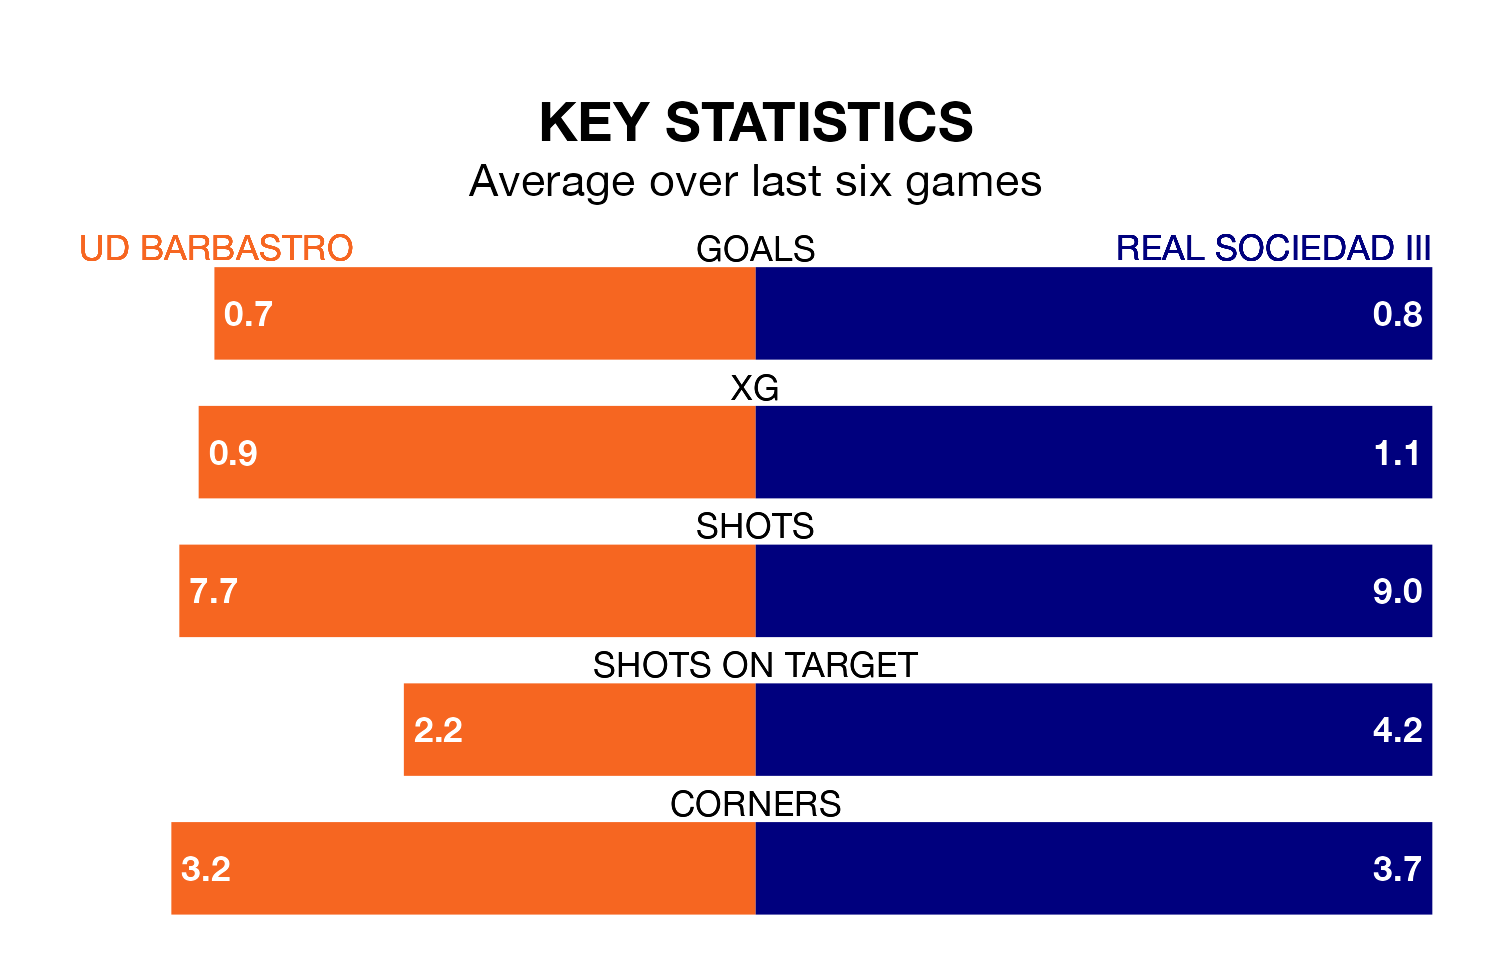 KEY STATISTICS
Average over last six games
UD BARBASTRO GOALS REAL SOCIEDAD III
0.7 0.8
XG
0.9 1.1
SHOTS
7.7 9.0
SHOTS ON TARGET
2.2 4.2
CORNERS
3.2 3.7